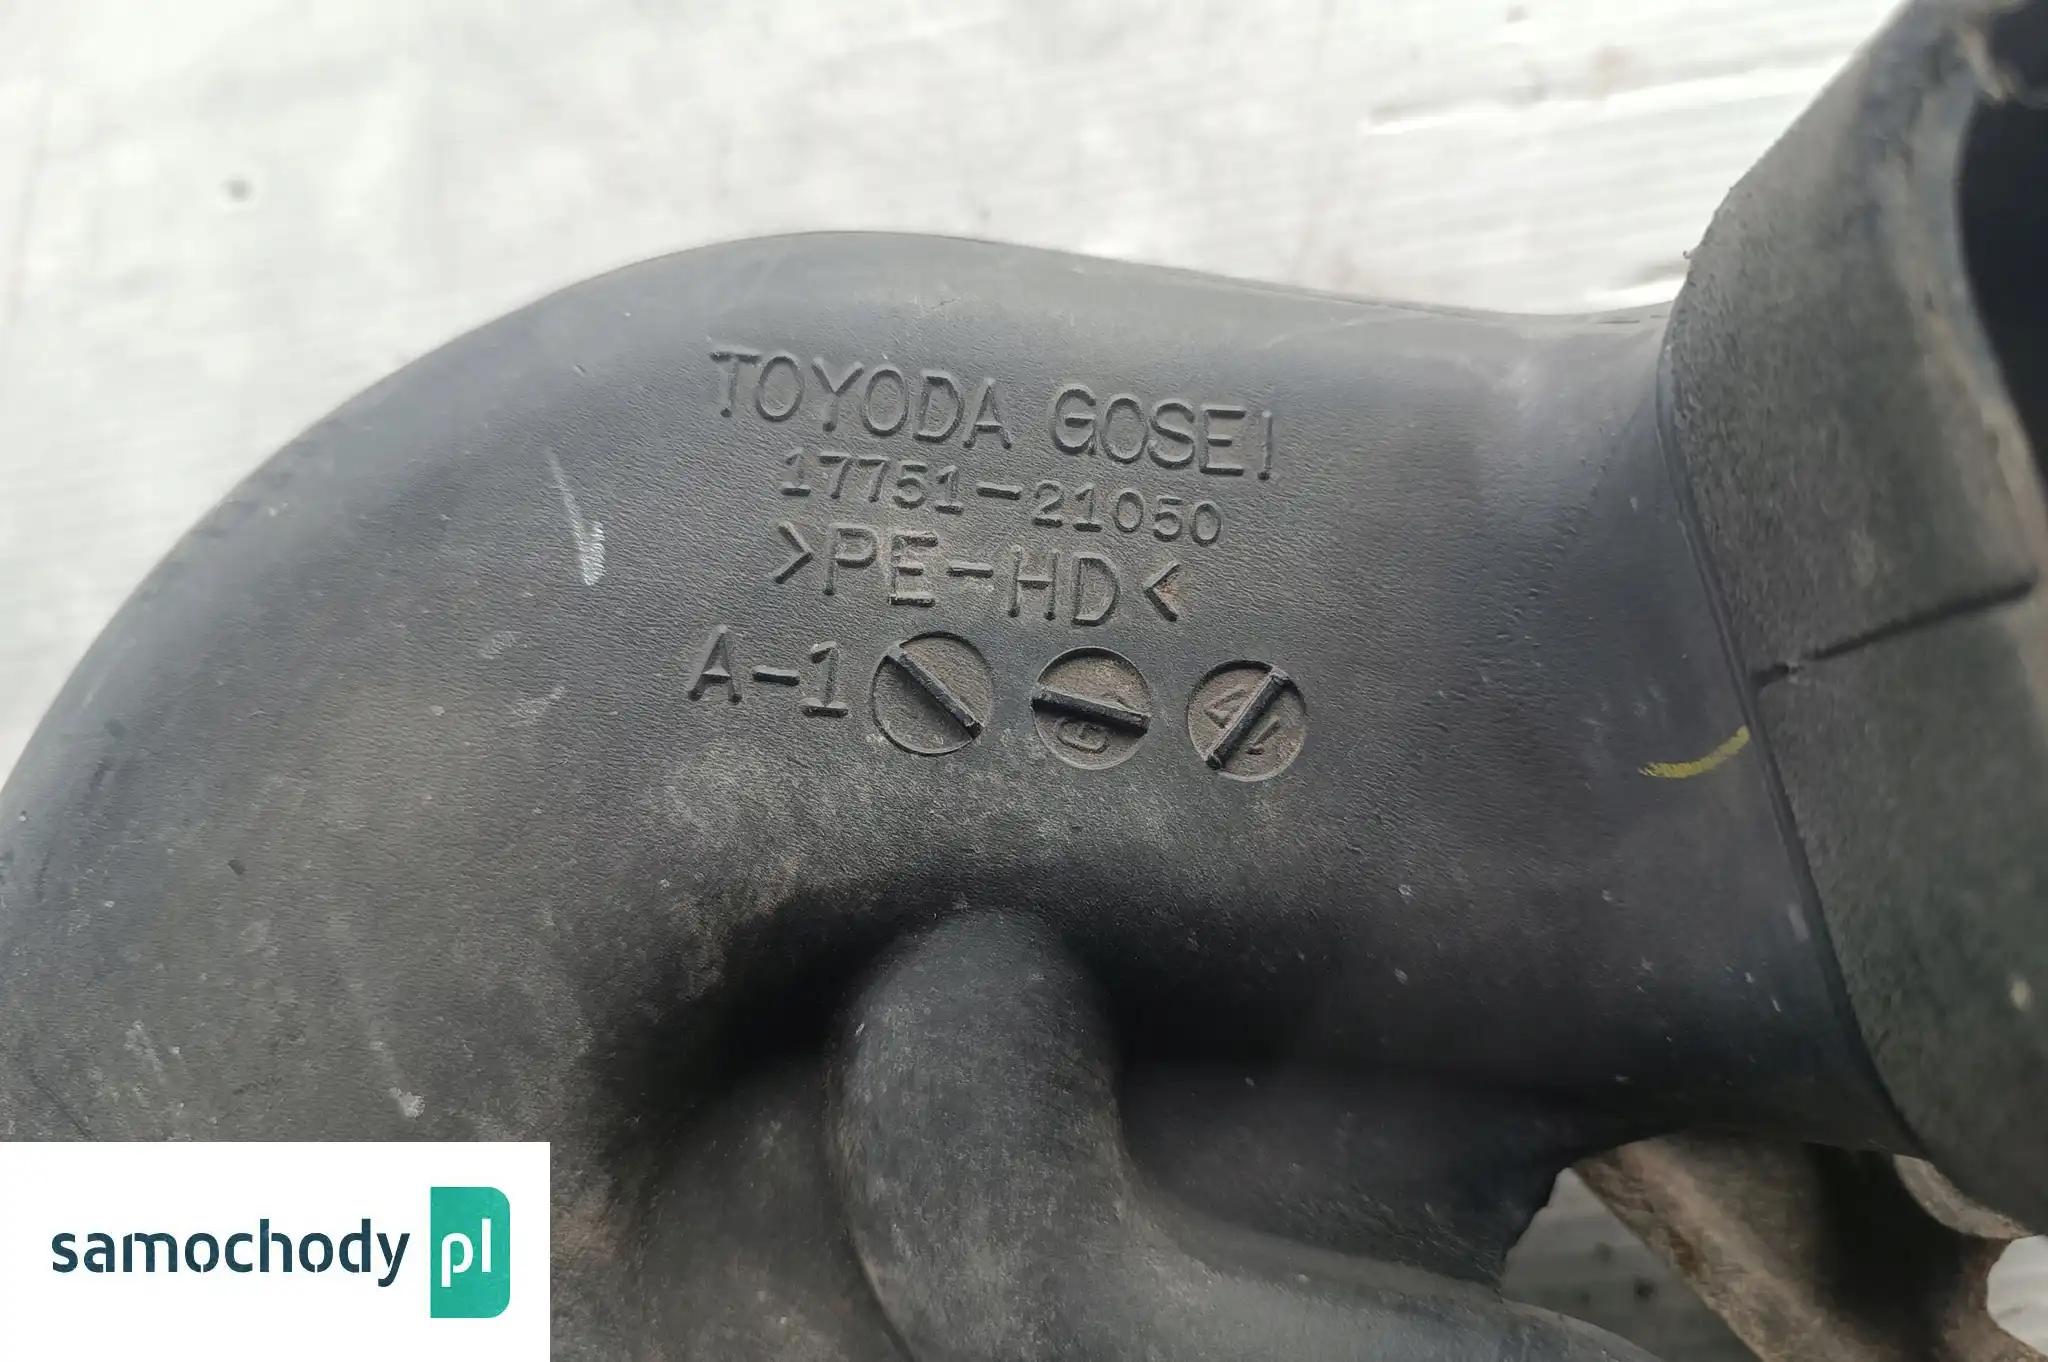 TOYODA GOSEI
17751-21050
>PE-HD<
A-1
samochody pl